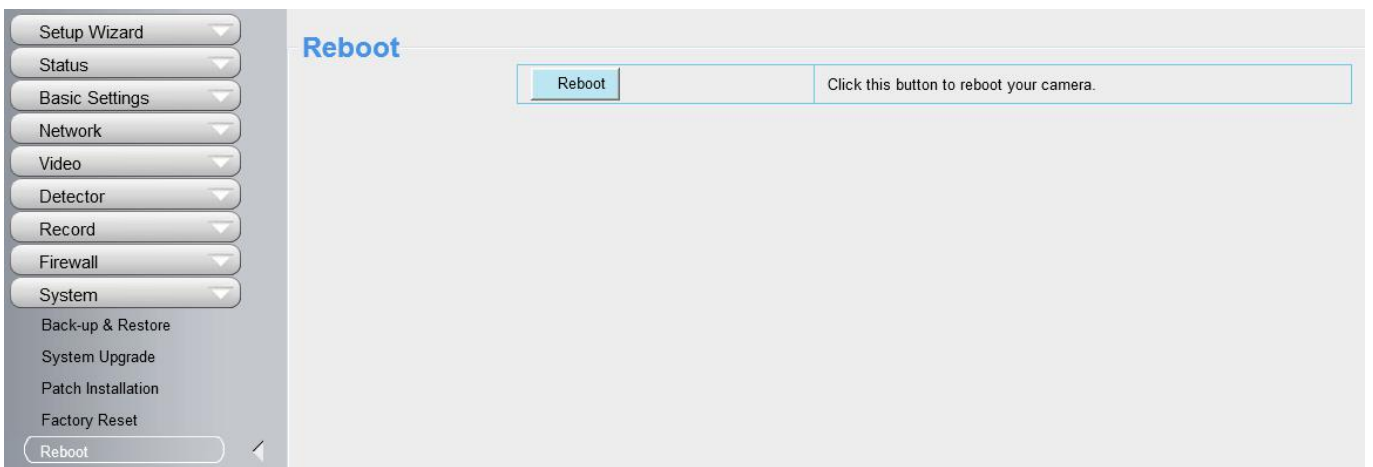 Setup Wizard
Status
Basic Settings
Network
Video
Detector
Record
Firewall
System
Back-up & Restore
System Upgrade
Patch Installation
Factory Reset
Reboot
Reboot
Reboot
Click this button to reboot your camera.